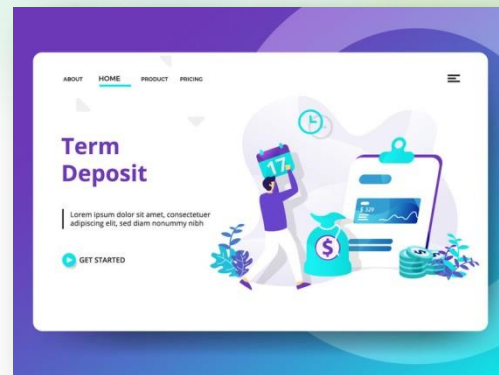 ABOUT HOME PRODUCT PRICING
Term
Deposit
Lorem ipsum dolor sit amet, consectetuer
adipiscing elit, sed diam nonummy nibh
GET STARTED
17
$ 329
$